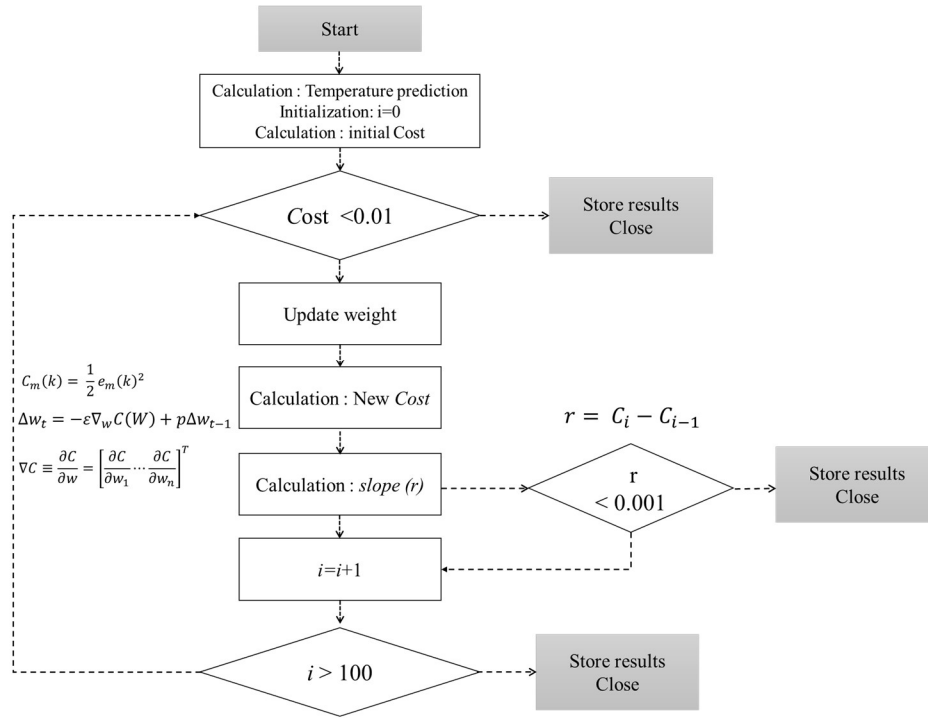 Start
Calculation : Temperature prediction
Initialization: i=0
Calculation : initial Cost
Cost <0.01
Store results
Close
Update weight
Calculation : New Cost
C_m(k) = 1/2 e_m(k)^2
Δw_t = −ε∇_w C(W) + pΔw_{t−1}
∇C ≡ ∂C/∂w = [∂C/∂w_1 ⋯ ∂C/∂w_n]^T
r = C_i − C_{i−1}
Calculation : slope (r)
r
< 0.001
Store results
Close
i=i+1
i > 100
Store results
Close